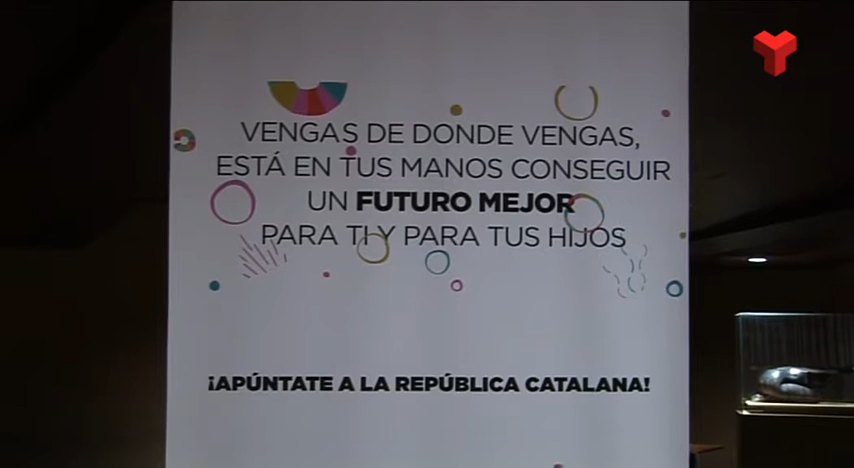 VENGAS DE DONDE VENGAS,
ESTÁ EN TUS MANOS CONSEGUIR
UN FUTURO MEJOR
PARA TI Y PARA TUS HIJOS
¡APÚNTATE A LA REPÚBLICA CATALANA!